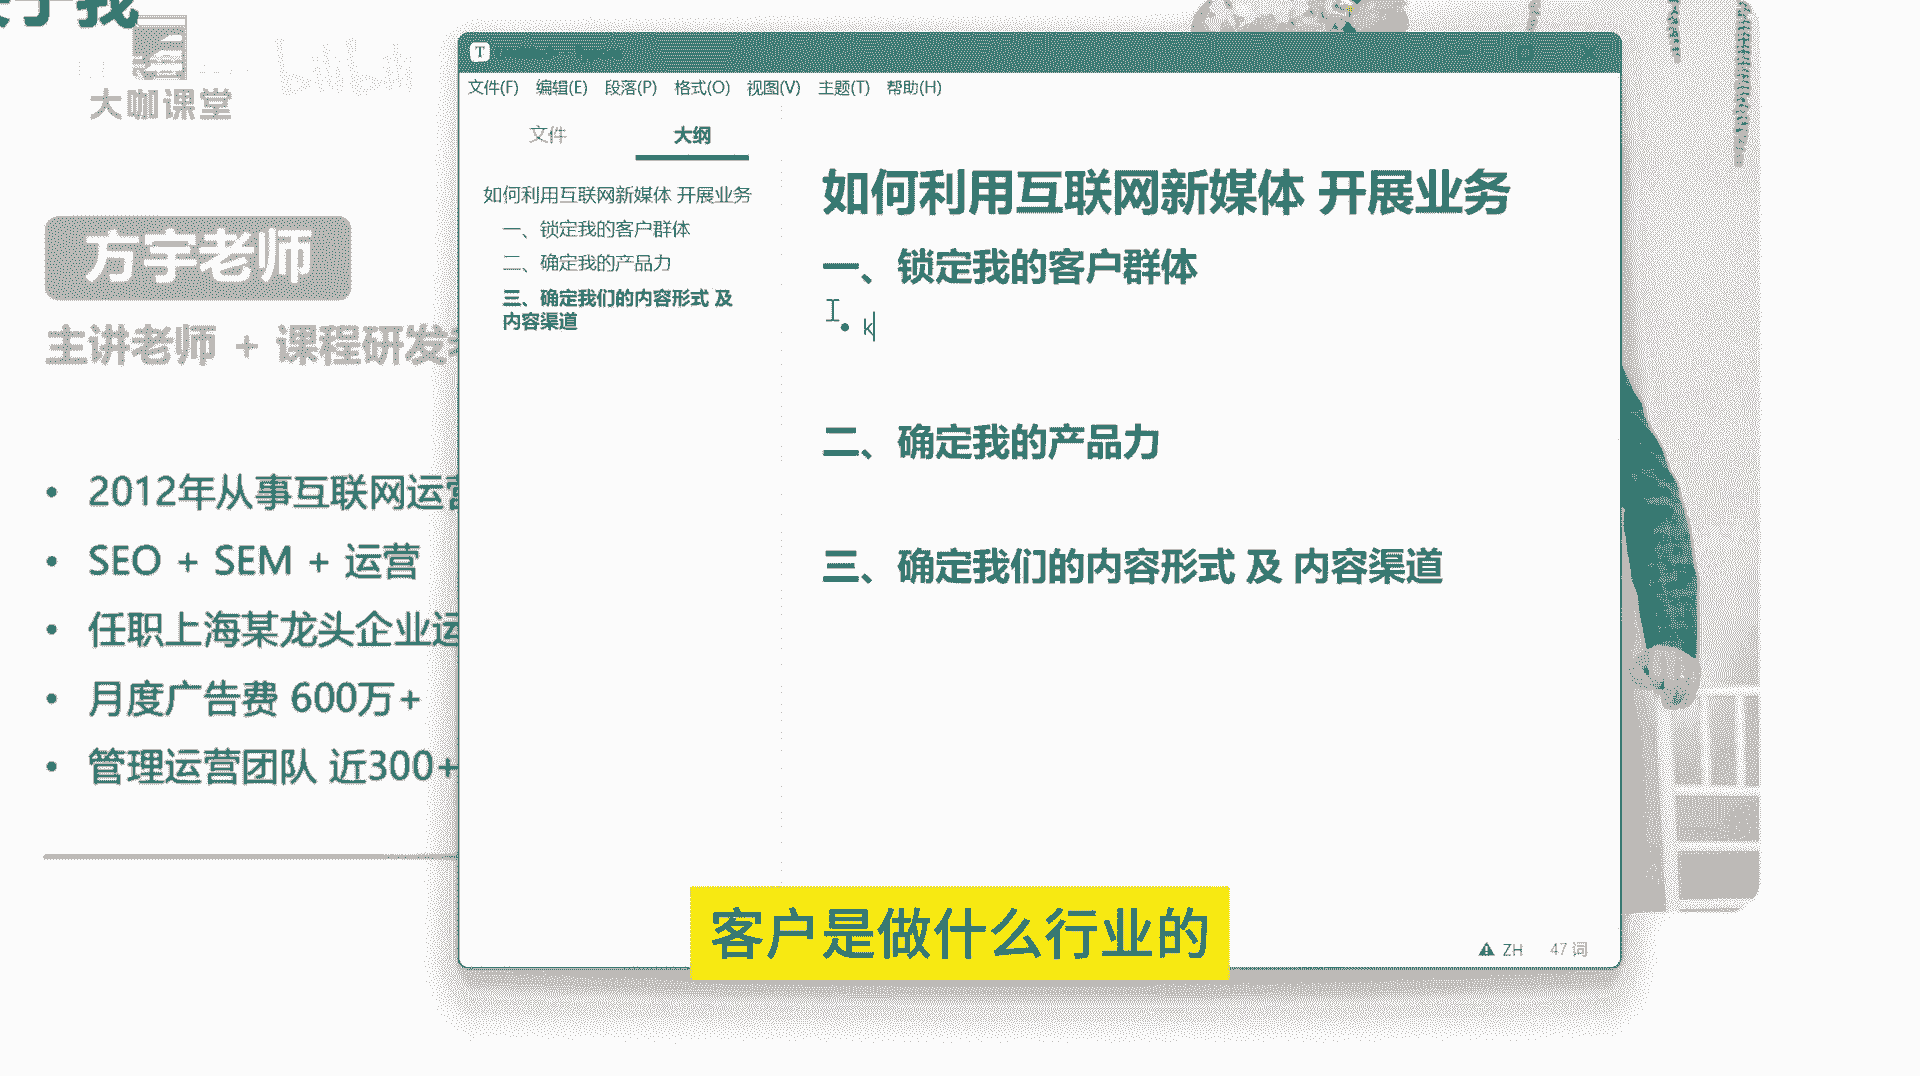 关于我
bilibili
大咖课堂
方宇老师
主讲老师 + 课程研发
2012年从事互联网运营
SEO + SEM + 运营
任职上海某龙头企业运
月度广告费 600万+
管理运营团队 近300+
T
文件(F) 编辑(E) 段落(P) 格式(O) 视图(V) 主题(T) 帮助(H)
文件 大纲
如何利用互联网新媒体 开展业务
一、锁定我的客户群体
二、确定我的产品力
三、确定我们的内容形式 及
内容渠道
如何利用互联网新媒体 开展业务
一、锁定我的客户群体
• k
二、确定我的产品力
三、确定我们的内容形式 及 内容渠道
ZH 47 词
客户是做什么行业的